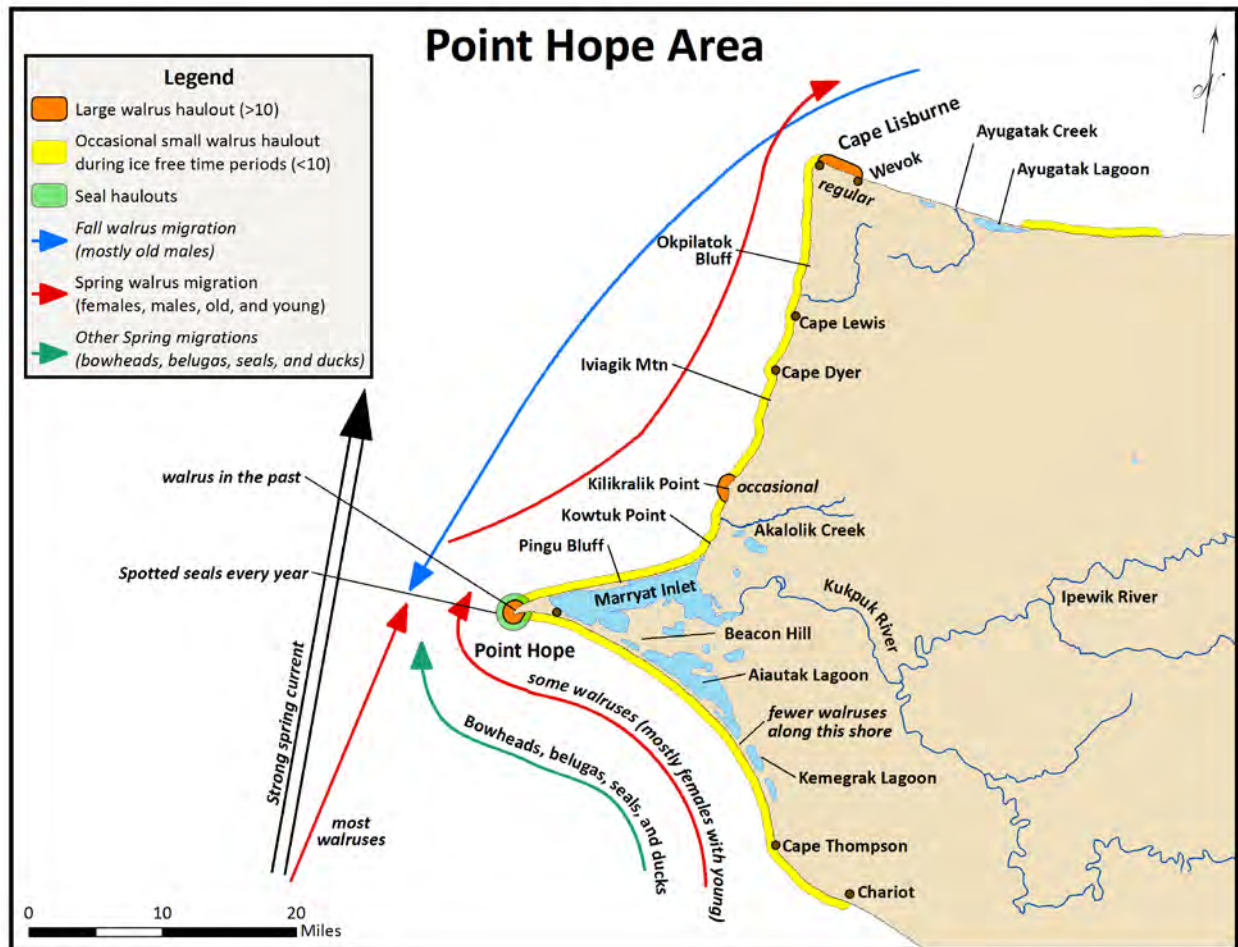 Point Hope Area
Legend
Large walrus haulout (>10)
Occasional small walrus haulout
during ice free time periods (<10)
Seal haulouts
Fall walrus migration
(mostly old males)
Spring walrus migration
(females, males, old, and young)
Other Spring migrations
(bowheads, belugas, seals, and ducks)
N
Cape Lisburne
Wevok
regular
Ayugatak Creek
Ayugatak Lagoon
Okpilatok
Bluff
Cape Lewis
Iviagik Mtn
Cape Dyer
walrus in the past
Kilikralik Point
occasional
Kowtuk Point
Akalolik Creek
Pingu Bluff
Spotted seals every year
Marryat Inlet
Kukpuk River
Ipewik River
Beacon Hill
Point Hope
Aiautak Lagoon
some walruses (mostly females with young)
fewer walruses
along this shore
Bowheads, belugas, seals, and ducks
Kemegrak Lagoon
Strong spring current
most
walruses
Cape Thompson
Chariot
0 10 20
Miles